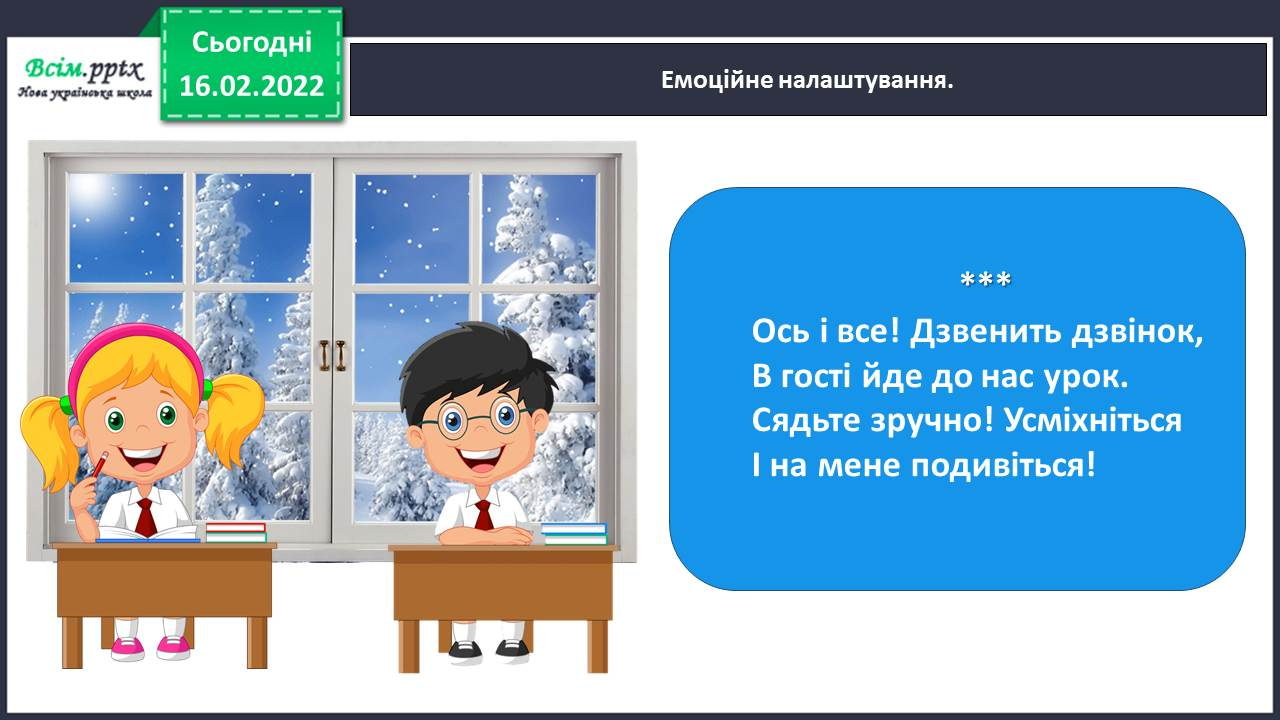 Всім.pptx
Нова українська школа
Сьогодні
16.02.2022
Емоційне налаштування.
***
Ось і все! Дзвенить дзвінок,
В гості йде до нас урок.
Сядьте зручно! Усміхніться
І на мене подивіться!